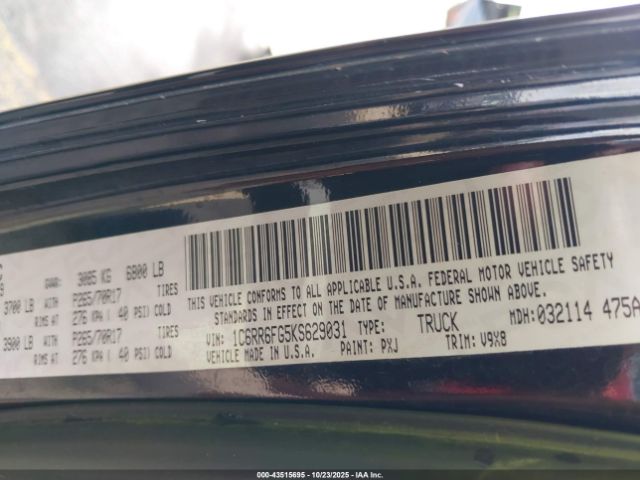 GVWR: 3085 KG 6800 LB
3700 LB WITH P265/70R17 TIRES
RIMS AT 276 KPA ( 40 PSI) COLD
3900 LB WITH P265/70R17 TIRES
RIMS AT 276 KPA ( 40 PSI) COLD
THIS VEHICLE CONFORMS TO ALL APPLICABLE U.S.A. FEDERAL MOTOR VEHICLE SAFETY
STANDARDS IN EFFECT ON THE DATE OF MANUFACTURE SHOWN ABOVE.
VIN: 1C6RR6FG5KS629031 TYPE: TRUCK MDH: 032114 475A
VEHICLE MADE IN U.S.A. PAINT: PXJ TRIM: V9X8
000-43515695 | 10/23/2025 | IAA Inc.